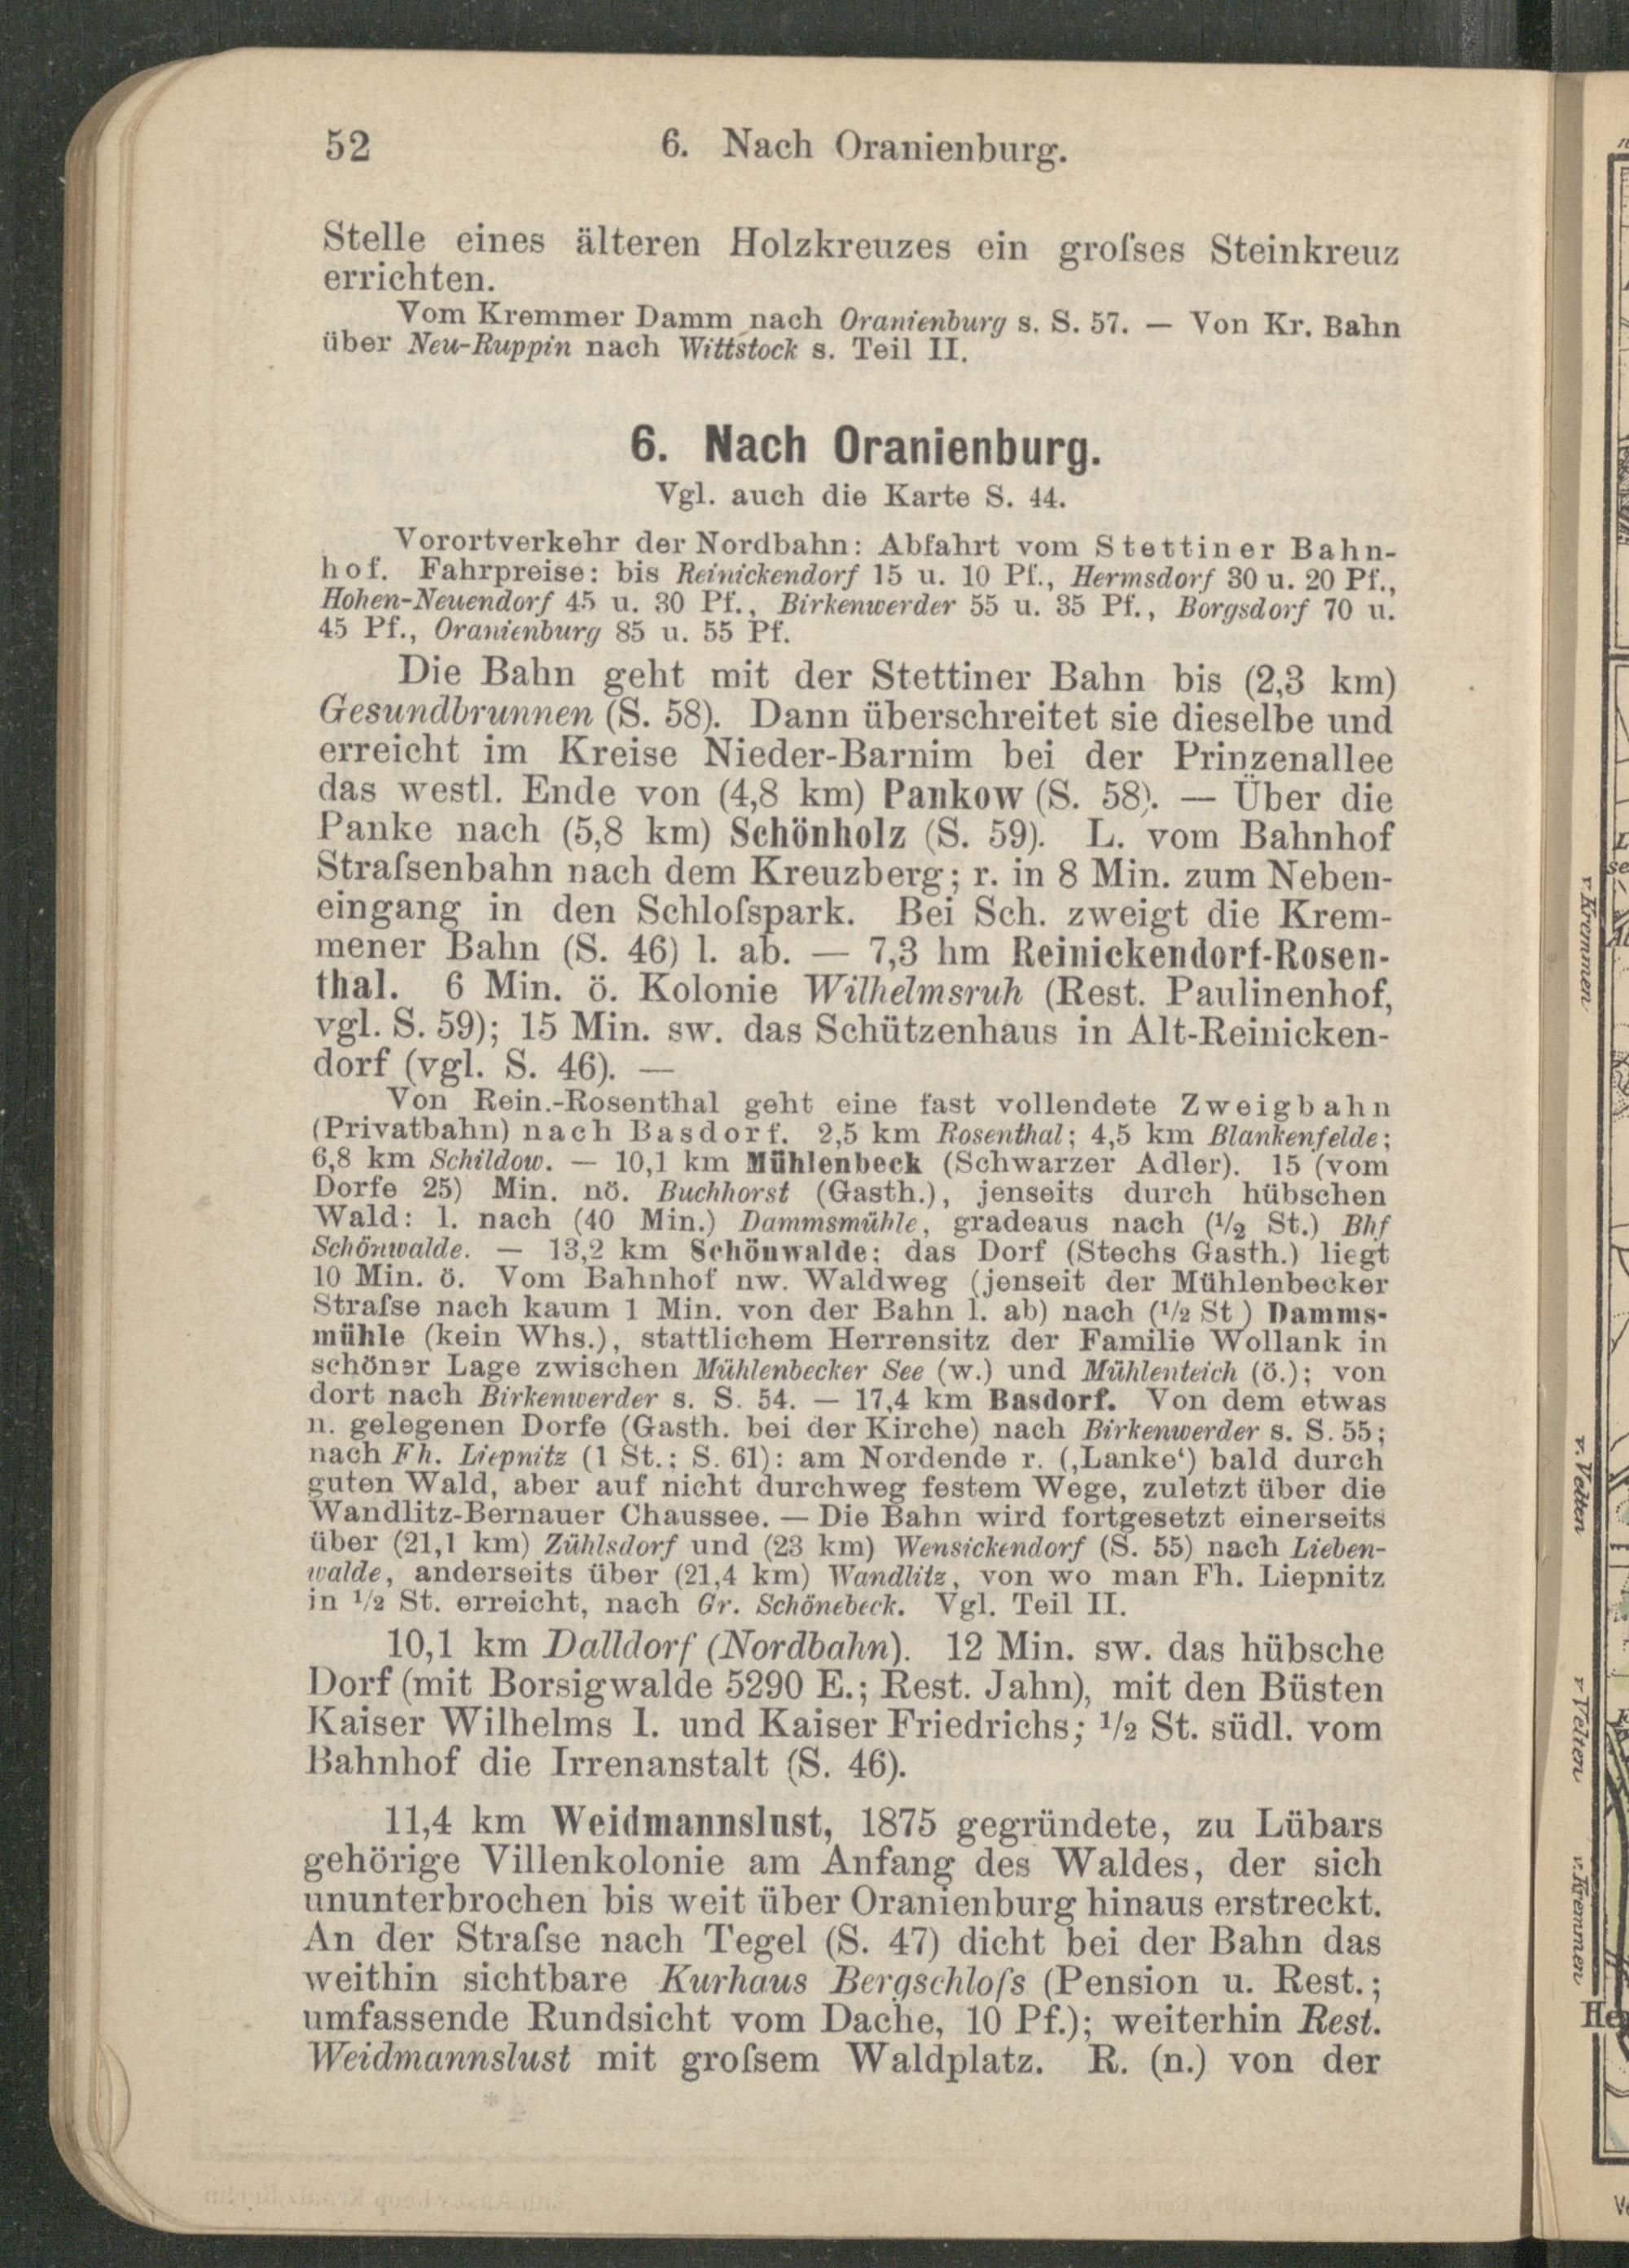 52 6. Nach Oranienburg.
Stelle eines älteren Holzkreuzes ein groſses Steinkreuz
errichten.
Vom Kremmer Damm nach Oranienburg s. S. 57. — Von Kr. Bahn
über Neu-Ruppin nach Wittstock s. Teil II.
6. Nach Oranienburg.
Vgl. auch die Karte S. 44.
Vorortverkehr der Nordbahn: Abfahrt vom Stettiner Bahn-
hof. Fahrpreise: bis Reinickendorf 15 u. 10 Pf., Hermsdorf 30 u. 20 Pf.,
Hohen-Neuendorf 45 u. 30 Pf., Birkenwerder 55 u. 35 Pf., Borgsdorf 70 u.
45 Pf., Oranienburg 85 u. 55 Pf.
Die Bahn geht mit der Stettiner Bahn bis (2,3 km)
Gesundbrunnen (S. 58). Dann überschreitet sie dieselbe und
erreicht im Kreise Nieder-Barnim bei der Prinzenallee
das westl. Ende von (4,8 km) Pankow (S. 58). — Über die
Panke nach (5,8 km) Schönholz (S. 59). L. vom Bahnhof
Straſsenbahn nach dem Kreuzberg; r. in 8 Min. zum Neben-
eingang in den Schloſspark. Bei Sch. zweigt die Krem-
mener Bahn (S. 46) l. ab. — 7,3 hm Reinickendorf-Rosen-
thal. 6 Min. ö. Kolonie Wilhelmsruh (Rest. Paulinenhof,
vgl. S. 59); 15 Min. sw. das Schützenhaus in Alt-Reinicken-
dorf (vgl. S. 46). —
Von Rein.-Rosenthal geht eine fast vollendete Zweigbahn
(Privatbahn) nach Basdorf. 2,5 km Rosenthal; 4,5 km Blankenfelde;
6,8 km Schildow. — 10,1 km Mühlenbeck (Schwarzer Adler). 15 (vom
Dorfe 25) Min. nö. Buchhorst (Gasth.), jenseits durch hübschen
Wald: l. nach (40 Min.) Dammsmühle, gradeaus nach (1/2 St.) Bhf
Schönwalde. — 13,2 km Schönwalde; das Dorf (Stechs Gasth.) liegt
10 Min. ö. Vom Bahnhof nw. Waldweg (jenseit der Mühlenbecker
Straſse nach kaum 1 Min. von der Bahn l. ab) nach (1/2 St) Damms-
mühle (kein Whs.), stattlichem Herrensitz der Familie Wollank in
schöner Lage zwischen Mühlenbecker See (w.) und Mühlenteich (ö.); von
dort nach Birkenwerder s. S. 54. — 17,4 km Basdorf. Von dem etwas
n. gelegenen Dorfe (Gasth. bei der Kirche) nach Birkenwerder s. S. 55;
nach Fh. Liepnitz (1 St.; S. 61): am Nordende r. (‚Lanke‘) bald durch
guten Wald, aber auf nicht durchweg festem Wege, zuletzt über die
Wandlitz-Bernauer Chaussee. — Die Bahn wird fortgesetzt einerseits
über (21,1 km) Zühlsdorf und (23 km) Wensickendorf (S. 55) nach Lieben-
walde, anderseits über (21,4 km) Wandlitz, von wo man Fh. Liepnitz
in 1/2 St. erreicht, nach Gr. Schönebeck. Vgl. Teil II.
10,1 km Dalldorf (Nordbahn). 12 Min. sw. das hübsche
Dorf (mit Borsigwalde 5290 E.; Rest. Jahn), mit den Büsten
Kaiser Wilhelms I. und Kaiser Friedrichs; 1/2 St. südl. vom
Bahnhof die Irrenanstalt (S. 46).
11,4 km Weidmannslust, 1875 gegründete, zu Lübars
gehörige Villenkolonie am Anfang des Waldes, der sich
ununterbrochen bis weit über Oranienburg hinaus erstreckt.
An der Straſse nach Tegel (S. 47) dicht bei der Bahn das
weithin sichtbare Kurhaus Bergschloſs (Pension u. Rest.;
umfassende Rundsicht vom Dache, 10 Pf.); weiterhin Rest.
Weidmannslust mit groſsem Waldplatz. R. (n.) von der
v. Kremmen
v. Velten
v. Velten
v. Kremmen